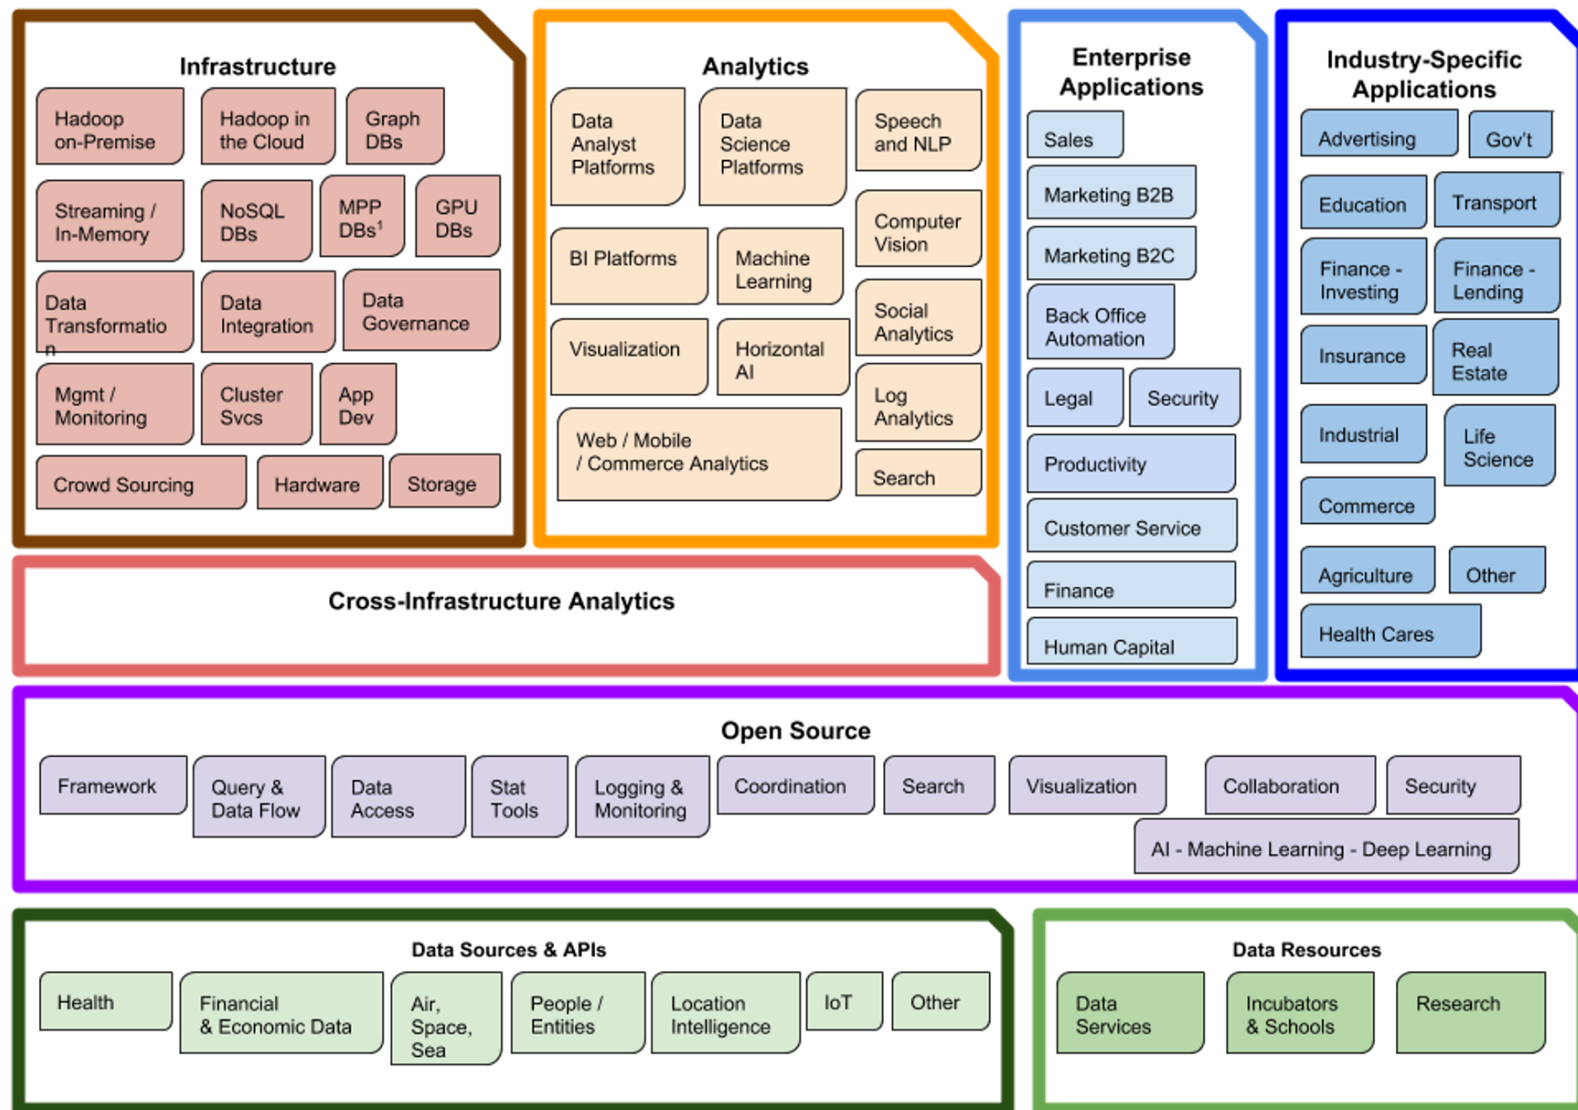 Infrastructure
Hadoop
on-Premise
Hadoop in
the Cloud
Graph
DBs
Streaming /
In-Memory
NoSQL
DBs
MPP
DBs¹
GPU
DBs
Data
Transformatio
n
Data
Integration
Data
Governance
Mgmt /
Monitoring
Cluster
Svcs
App
Dev
Crowd Sourcing
Hardware
Storage
Analytics
Data
Analyst
Platforms
Data
Science
Platforms
Speech
and NLP
Computer
Vision
BI Platforms
Machine
Learning
Social
Analytics
Visualization
Horizontal
AI
Log
Analytics
Web / Mobile
/ Commerce Analytics
Search
Enterprise
Applications
Sales
Marketing B2B
Marketing B2C
Back Office
Automation
Legal
Security
Productivity
Customer Service
Finance
Human Capital
Industry-Specific
Applications
Advertising
Gov't
Education
Transport
Finance -
Investing
Finance -
Lending
Insurance
Real
Estate
Industrial
Life
Science
Commerce
Agriculture
Other
Health Cares
Cross-Infrastructure Analytics
Open Source
Framework
Query &
Data Flow
Data
Access
Stat
Tools
Logging &
Monitoring
Coordination
Search
Visualization
Collaboration
Security
AI - Machine Learning - Deep Learning
Data Sources & APIs
Health
Financial
& Economic Data
Air,
Space,
Sea
People /
Entities
Location
Intelligence
IoT
Other
Data Resources
Data
Services
Incubators
& Schools
Research